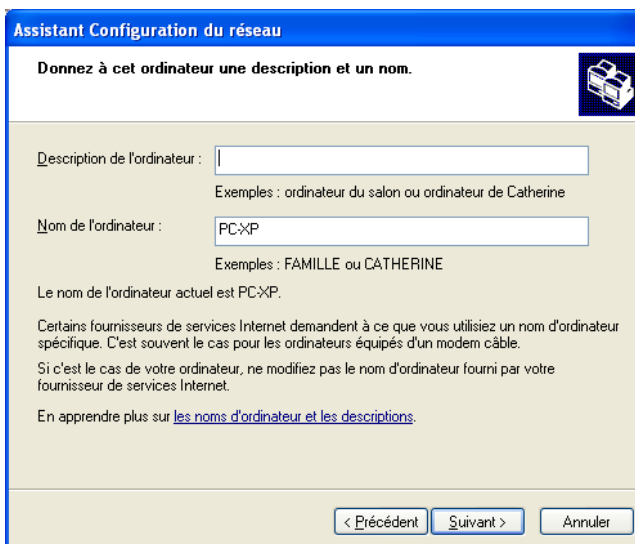 Assistant Configuration du réseau
Donnez à cet ordinateur une description et un nom.
Description de l'ordinateur :
Exemples : ordinateur du salon ou ordinateur de Catherine
Nom de l'ordinateur : PC-XP
Exemples : FAMILLE ou CATHERINE
Le nom de l'ordinateur actuel est PC-XP.
Certains fournisseurs de services Internet demandent à ce que vous utilisiez un nom d'ordinateur
spécifique. C'est souvent le cas pour les ordinateurs équipés d'un modem câble.
Si c'est le cas de votre ordinateur, ne modifiez pas le nom d'ordinateur fourni par votre
fournisseur de services Internet.
En apprendre plus sur les noms d'ordinateur et les descriptions.
< Précédent Suivant > Annuler